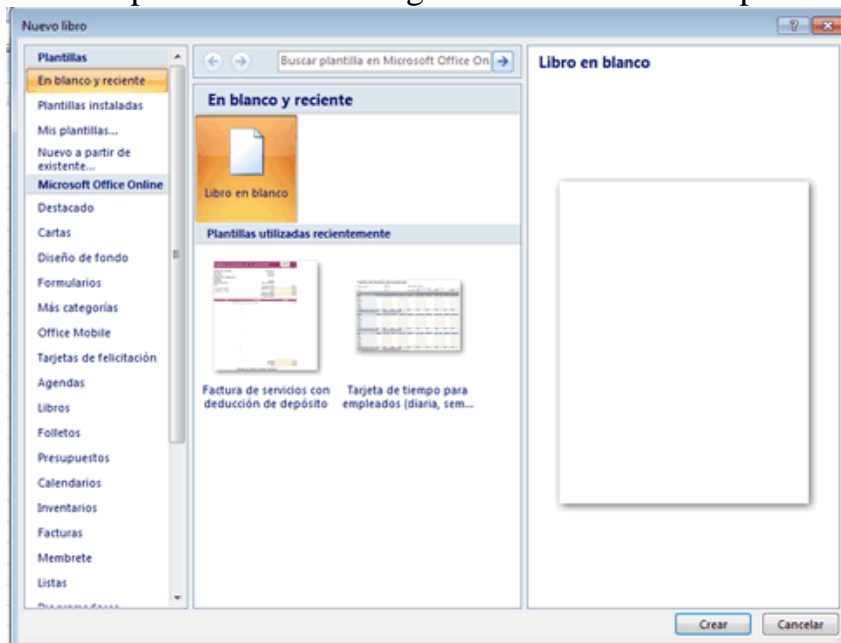 Nuevo libro
Plantillas
En blanco y reciente
Plantillas instaladas
Mis plantillas...
Nuevo a partir de
existente...
Microsoft Office Online
Destacado
Cartas
Diseño de fondo
Formularios
Más categorías
Office Mobile
Tarjetas de felicitación
Agendas
Libros
Folletos
Presupuestos
Calendarios
Inventarios
Facturas
Membrete
Listas
Buscar plantilla en Microsoft Office On
En blanco y reciente
Libro en blanco
Plantillas utilizadas recientemente
Factura de servicios con
deducción de depósito
Tarjeta de tiempo para
empleados (diaria, sem...
Libro en blanco
Crear
Cancelar